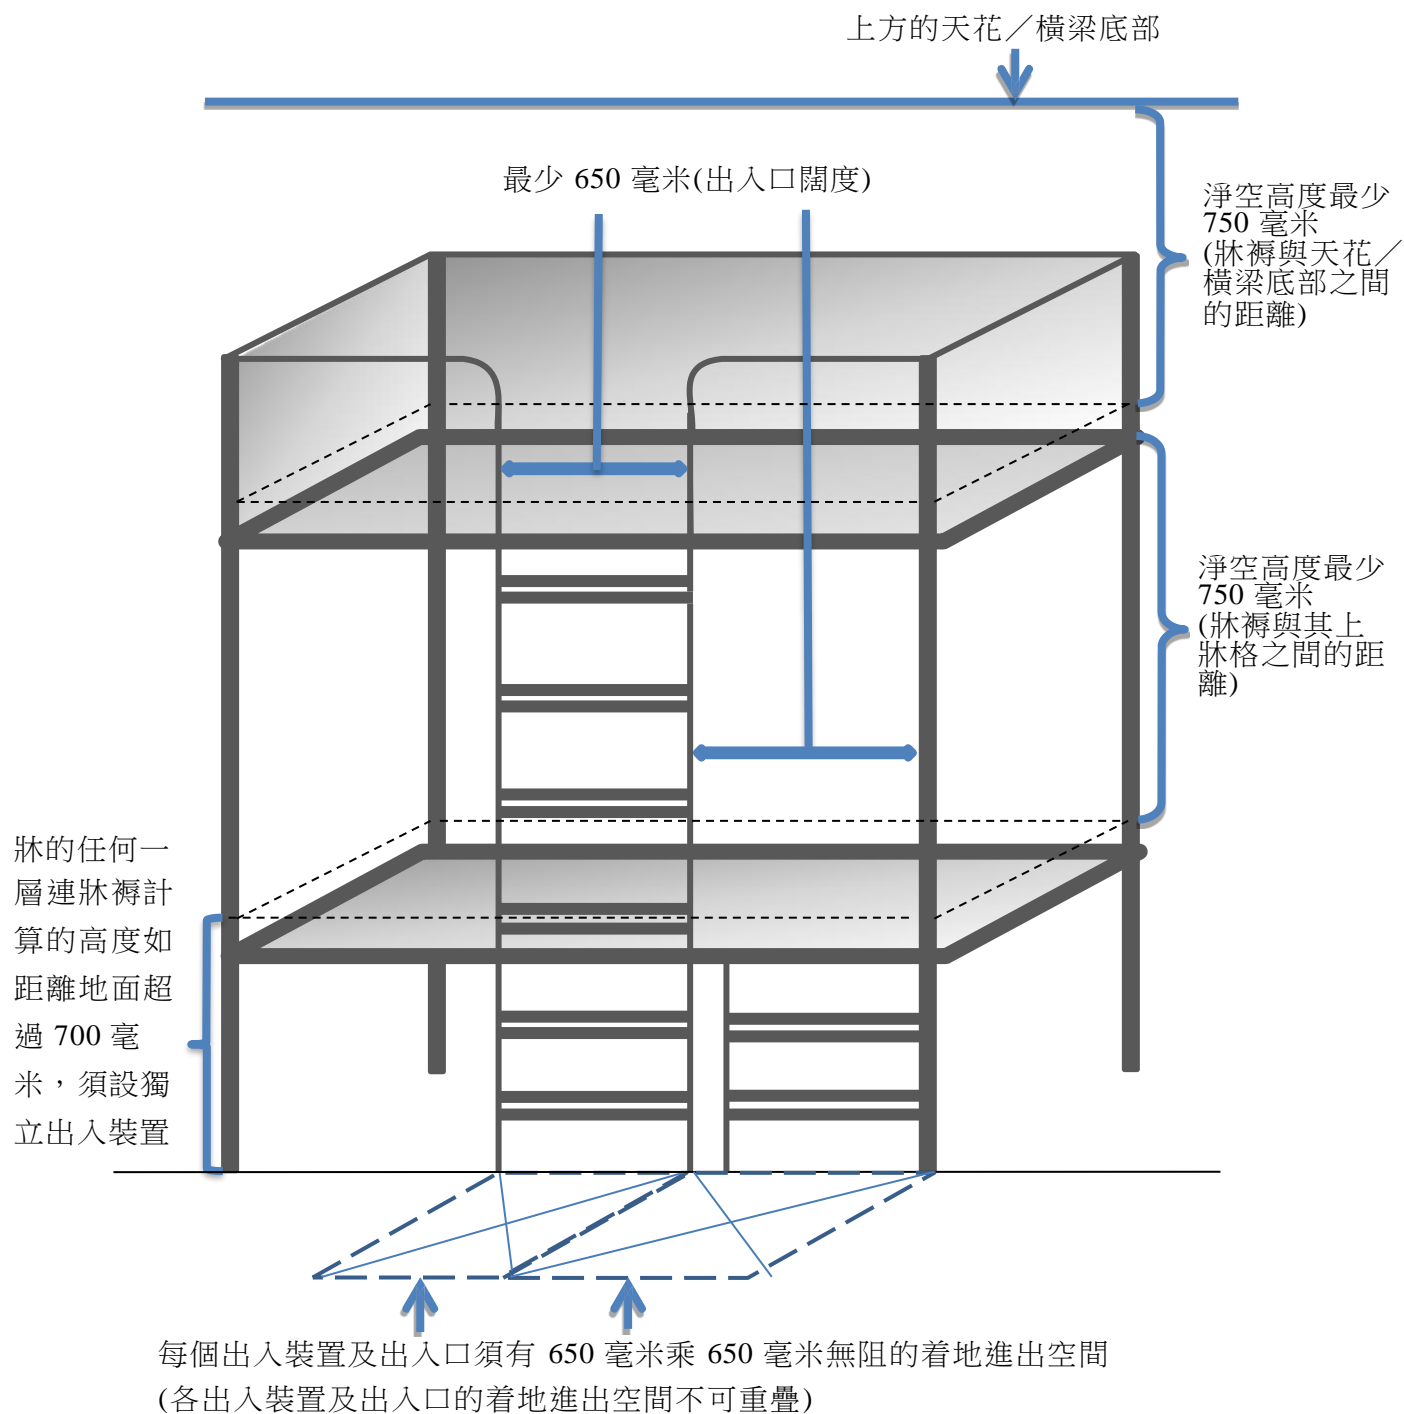 上方的天花／橫梁底部
最少 650 毫米(出入口闊度)
淨空高度最少
750 毫米
(牀褥與天花／
橫梁底部之間
的距離)
淨空高度最少
750 毫米
(牀褥與其上
牀格之間的距
離)
牀的任何一
層連牀褥計
算的高度如
距離地面超
過 700 毫
米，須設獨
立出入裝置
每個出入裝置及出入口須有 650 毫米乘 650 毫米無阻的着地進出空間
(各出入裝置及出入口的着地進出空間不可重疊)